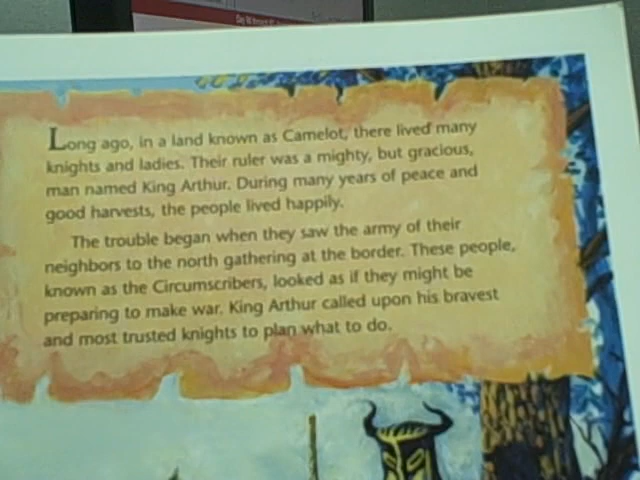 Long ago, in a land known as Camelot, there lived many
knights and ladies. Their ruler was a mighty, but gracious,
man named King Arthur. During many years of peace and
good harvests, the people lived happily.
The trouble began when they saw the army of their
neighbors to the north gathering at the border. These people,
known as the Circumscribers, looked as if they might be
preparing to make war. King Arthur called upon his bravest
and most trusted knights to plan what to do.